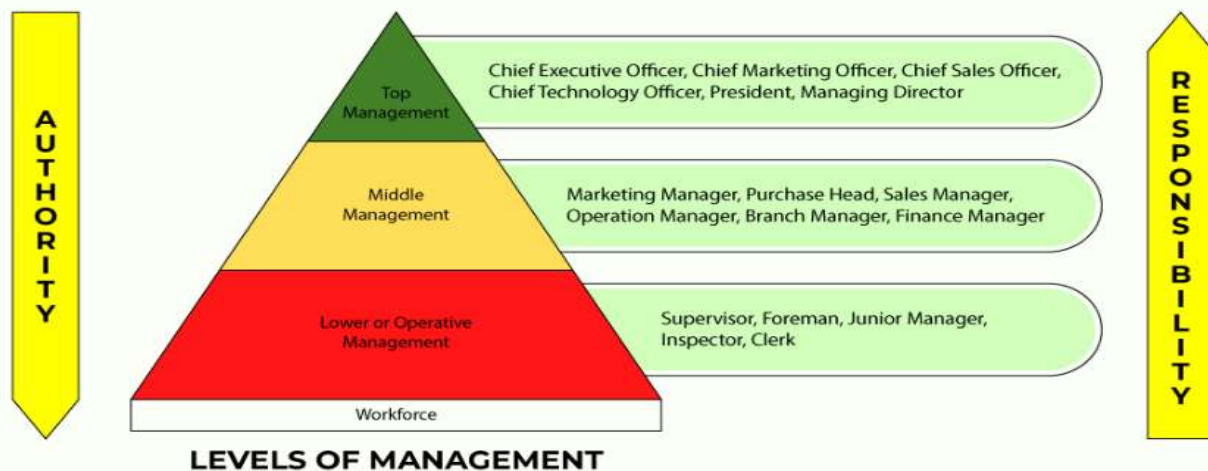 AUTHORITY
Top
Management
Chief Executive Officer, Chief Marketing Officer, Chief Sales Officer,
Chief Technology Officer, President, Managing Director
Middle
Management
Marketing Manager, Purchase Head, Sales Manager,
Operation Manager, Branch Manager, Finance Manager
Lower or Operative
Management
Supervisor, Foreman, Junior Manager,
Inspector, Clerk
Workforce
RESPONSIBILITY
LEVELS OF MANAGEMENT